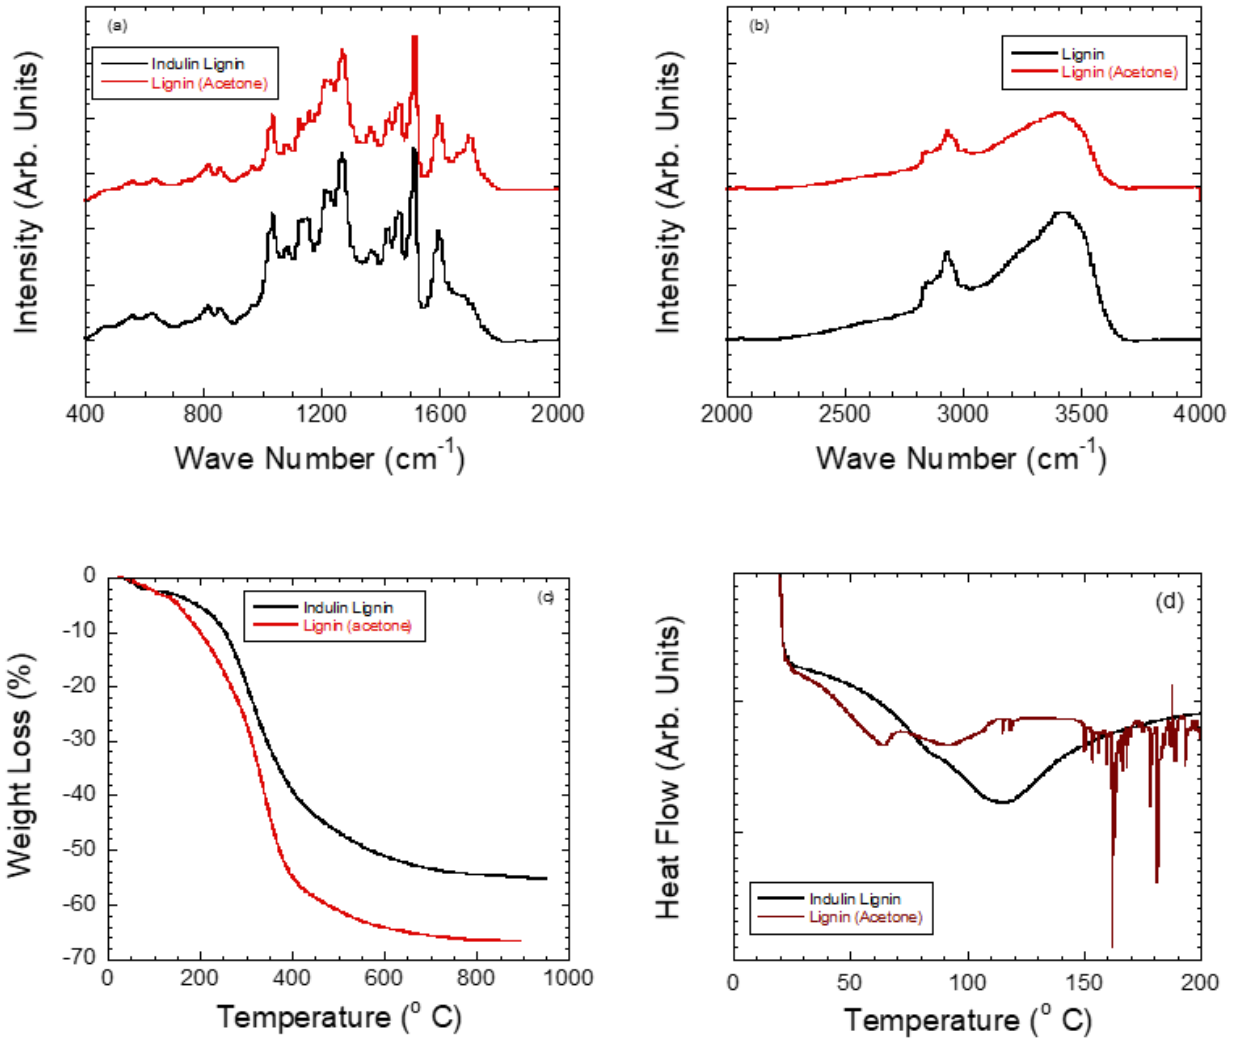 (a)
Indulin Lignin
Lignin (Acetone)
Intensity (Arb. Units)
400 800 1200 1600 2000
Wave Number (cm⁻¹)
(b)
Lignin
Lignin (Acetone)
Intensity (Arb. Units)
2000 2500 3000 3500 4000
Wave Number (cm⁻¹)
(c)
Indulin Lignin
Lignin (acetone)
Weight Loss (%)
0
-10
-20
-30
-40
-50
-60
-70
0 200 400 600 800 1000
Temperature (° C)
(d)
Heat Flow (Arb. Units)
Indulin Lignin
Lignin (Acetone)
0 50 100 150 200
Temperature (° C)